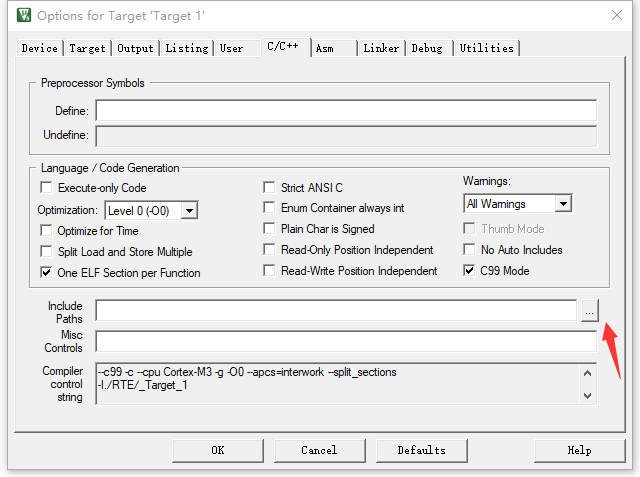 Options for Target 'Target 1'
Device Target Output Listing User C/C++ Asm Linker Debug Utilities
Preprocessor Symbols
Define:
Undefine:
Language / Code Generation
Execute-only Code
Strict ANSI C
Warnings:
Optimization: Level 0 (-O0)
Enum Container always int
All Warnings
Optimize for Time
Plain Char is Signed
Thumb Mode
Split Load and Store Multiple
Read-Only Position Independent
No Auto Includes
One ELF Section per Function
Read-Write Position Independent
C99 Mode
Include
Paths
...
Misc
Controls
Compiler
control
string
--c99 -c --cpu Cortex-M3 -g -O0 --apcs=interwork --split_sections
-I./RTE/_Target_1
OK Cancel Defaults Help